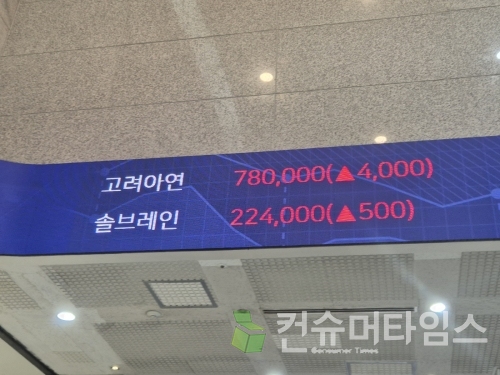 고려아연 780,000(▲4,000)
솔브레인 224,000(▲500)
컨슈머타임스
Consumer Times